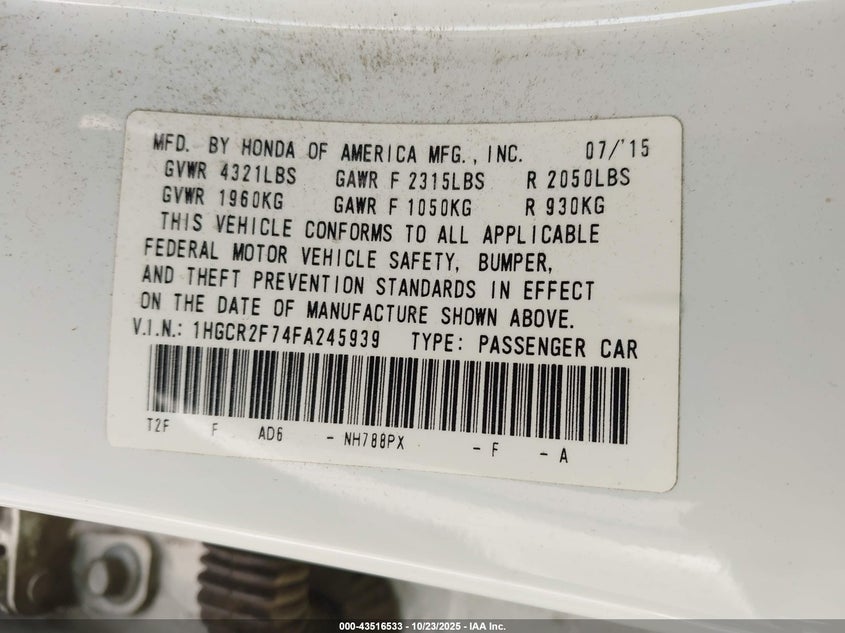 MFD. BY HONDA OF AMERICA MFG., INC. 07/'15
GVWR 4321LBS GAWR F 2315LBS R 2050LBS
GVWR 1960KG GAWR F 1050KG R 930KG
THIS VEHICLE CONFORMS TO ALL APPLICABLE
FEDERAL MOTOR VEHICLE SAFETY, BUMPER,
AND THEFT PREVENTION STANDARDS IN EFFECT
ON THE DATE OF MANUFACTURE SHOWN ABOVE.
V.I.N.: 1HGCR2F74FA245939 TYPE: PASSENGER CAR
T2F F AD6 - NH788PX - F - A
000-43516533 - 10/23/2025 - IAA Inc.